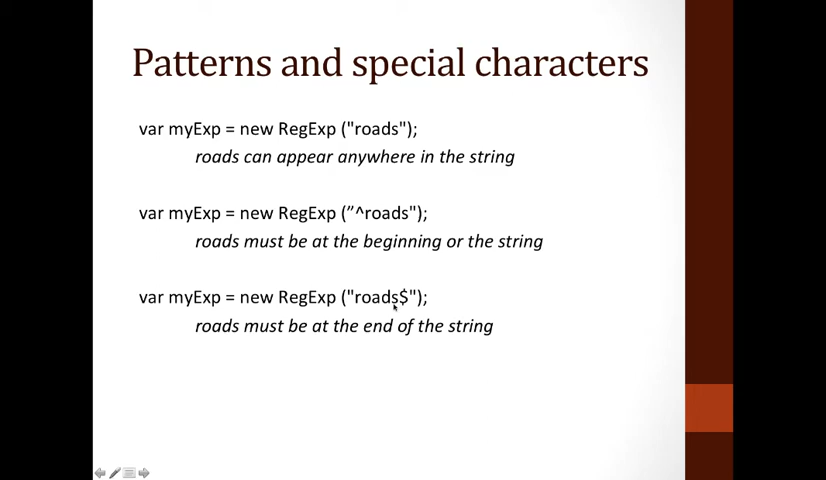 Patterns and special characters
var myExp = new RegExp ("roads");
roads can appear anywhere in the string
var myExp = new RegExp (”^roads");
roads must be at the beginning or the string
var myExp = new RegExp ("roads$");
roads must be at the end of the string